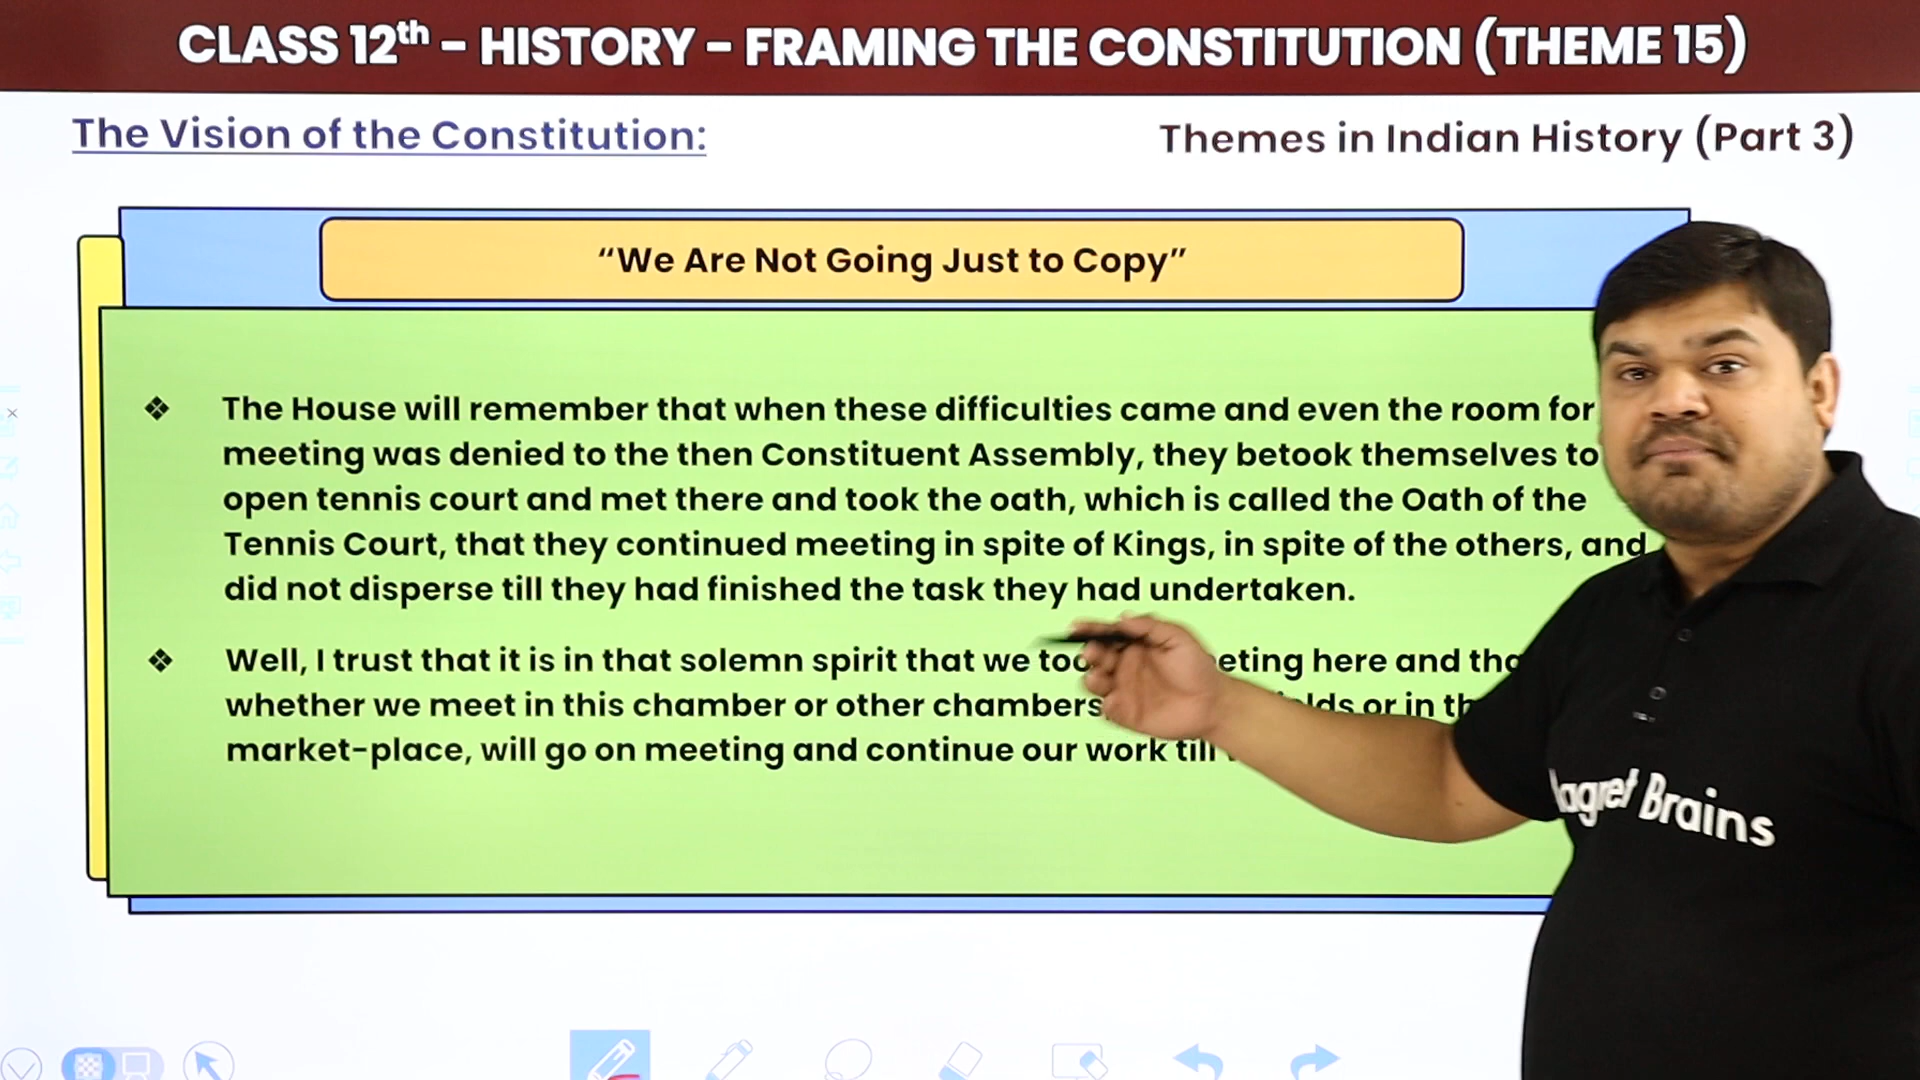 CLASS 12th - HISTORY - FRAMING THE CONSTITUTION (THEME 15)
The Vision of the Constitution:
Themes in Indian History (Part 3)
“We Are Not Going Just to Copy”
❖ The House will remember that when these difficulties came and even the room for
meeting was denied to the then Constituent Assembly, they betook themselves to
open tennis court and met there and took the oath, which is called the Oath of the
Tennis Court, that they continued meeting in spite of Kings, in spite of the others, and
did not disperse till they had finished the task they had undertaken.
❖ Well, I trust that it is in that solemn spirit that we here and
whether we meet in this chamber or other chambers or in
market-place, will go on meeting and continue our work till
Brains